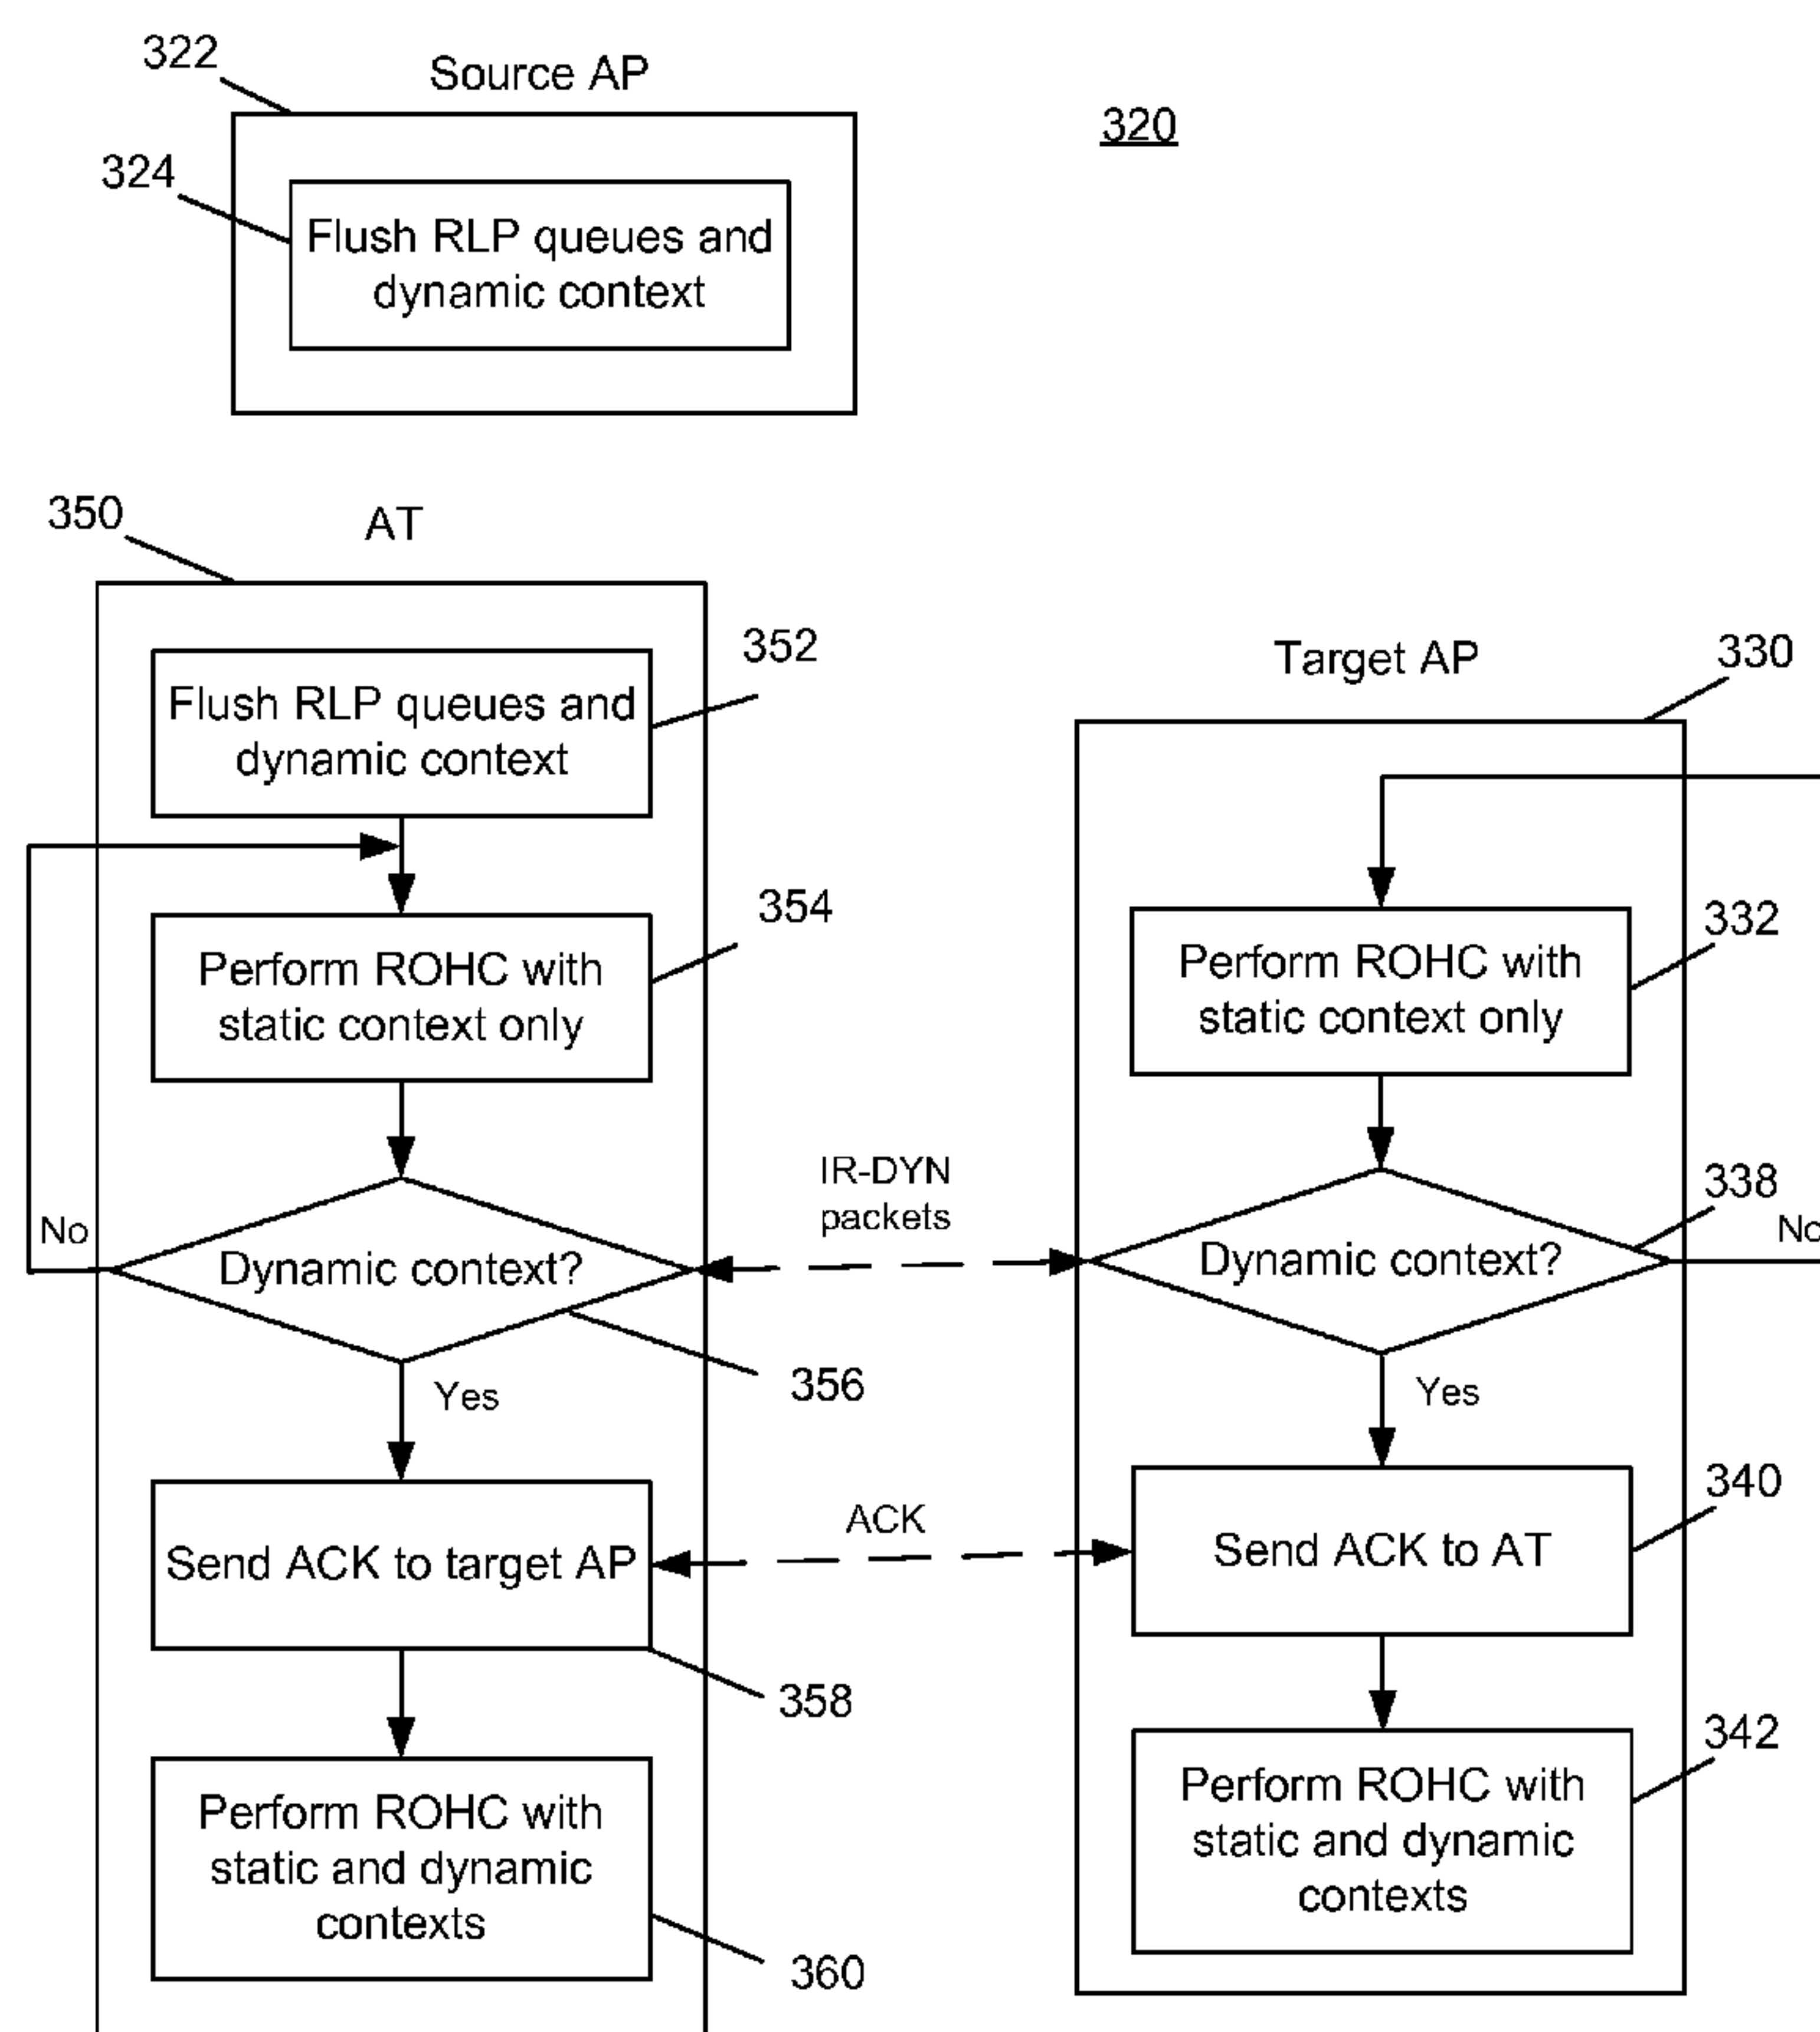 322
Source AP
320
324
Flush RLP queues and
dynamic context
350
AT
352
Flush RLP queues and
dynamic context
354
Perform ROHC with
static context only
No
Dynamic context?
356
Yes
Send ACK to target AP
358
Perform ROHC with
static and dynamic
contexts
360
IR-DYN
packets
ACK
Target AP
330
332
Perform ROHC with
static context only
338
No
Dynamic context?
Yes
340
Send ACK to AT
342
Perform ROHC with
static and dynamic
contexts